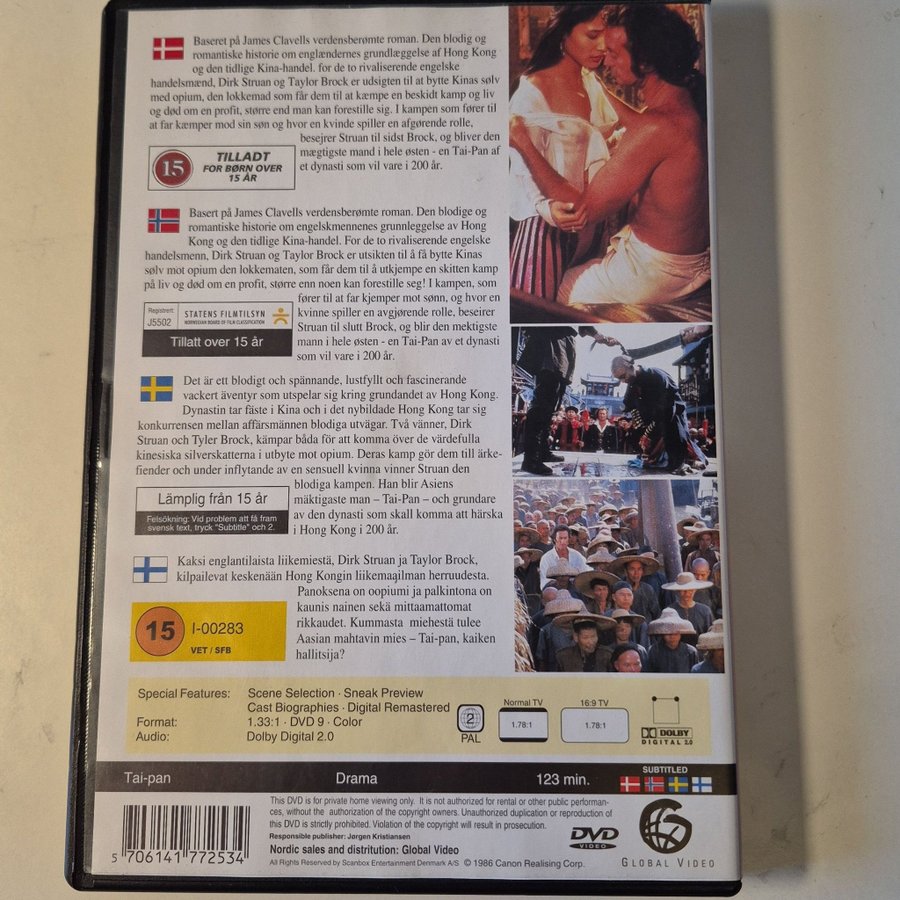 Baseret på James Clavells verdensberømte roman. Den blodig og
romantiske historie om englændernes grundlæggelse af Hong Kong
og den tidlige Kina-handel. for de to rivaliserende engelske
handelsmænd, Dirk Struan og Taylor Brock er udsigten til at bytte Kinas sølv
med opium, den lokkemad som får dem til at kæmpe en beskidt kamp og liv
og død om en profit, større end man kan forestille sig. I kampen som fører til
at far kæmper mod sin søn og hvor en kvinde spiller en afgørende rolle,
besejrer Struan til sidst Brock, og bliver den
mægtigste mand i hele østen - en Tai-Pan af
et dynasti som vil vare i 200 år.
15
TILLADT
FOR BØRN OVER
15 ÅR
Basert på James Clavells verdensberømte roman. Den blodige og
romantiske historie om engelskmennenes grunnleggelse av Hong
Kong og den tidlige Kina-handel. For de to rivaliserende engelske
handelsmenn, Dirk Struan og Taylor Brock er utsikten til å få bytte Kinas
sølv mot opium den lokkematen, som får dem til å utkjempe en skitten kamp
på liv og død om en profit, større enn noen kan forestille seg! I kampen, som
fører til at far kjemper mot sønn, og hvor en
kvinne spiller en avgjørende rolle, beseirer
Struan til slutt Brock, og blir den mektigste
mann i hele østen - en Tai-Pan av et dynasti
som vil vare i 200 år.
Registrert:
J5502
STATENS FILMTILSYN
NORWEGIAN BOARD OF FILM CLASSIFICATION
Tillatt over 15 år
Det är ett blodigt och spännande, lustfyllt och fascinerande
vackert äventyr som utspelar sig kring grundandet av Hong Kong.
Dynastin tar fäste i Kina och i det nybildade Hong Kong tar sig
konkurrensen mellan affärsmännen blodiga utvägar. Två vänner, Dirk
Struan och Tyler Brock, kämpar båda för att komma över de värdefulla
kinesiska silverskatterna i utbyte mot opium. Deras kamp gör dem till ärke-
fiender och under inflytande av en sensuell kvinna vinner Struan den
blodiga kampen. Han blir Asiens
mäktigaste man – Tai-Pan – och grundare
av den dynasti som skall komma att härska
i Hong Kong i 200 år.
Lämplig från 15 år
Felsökning: Vid problem att få fram
svensk text, tryck "Subtitle" och 2.
Kaksi englantilaista liikemiestä, Dirk Struan ja Taylor Brock,
kilpailevat keskenään Hong Kongin liikemaailman herruudesta.
Panoksena on oopiumi ja palkintona on
kaunis nainen sekä mittaamattomat
rikkaudet. Kummasta miehestä tulee
Aasian mahtavin mies – Tai-pan, kaiken
hallitsija?
15
I-00283
VET / SFB
Special Features: Scene Selection · Sneak Preview
Cast Biographies · Digital Remastered
Format: 1.33:1 · DVD 9 · Color
Audio: Dolby Digital 2.0
2
PAL
Normal TV
1.78:1
16:9 TV
1.78:1
DOLBY
DIGITAL 2.0
Tai-pan Drama 123 min.
SUBTITLED
5 706141 772534
This DVD is for private home viewing only. It is not authorized for rental or other public performan-
ces, without the authorization of the copyright owners. Unauthorized duplication or reproduction of
this DVD is strictly prohibited. Violation of the copyright will result in prosecution.
Responsible publisher: Jørgen Kristiansen
Nordic sales and distribution: Global Video
All Rights Reserved by Scanbox Entertainment Denmark A/S © 1986 Canon Realising Corp.
DVD
VIDEO
GLOBAL VIDEO